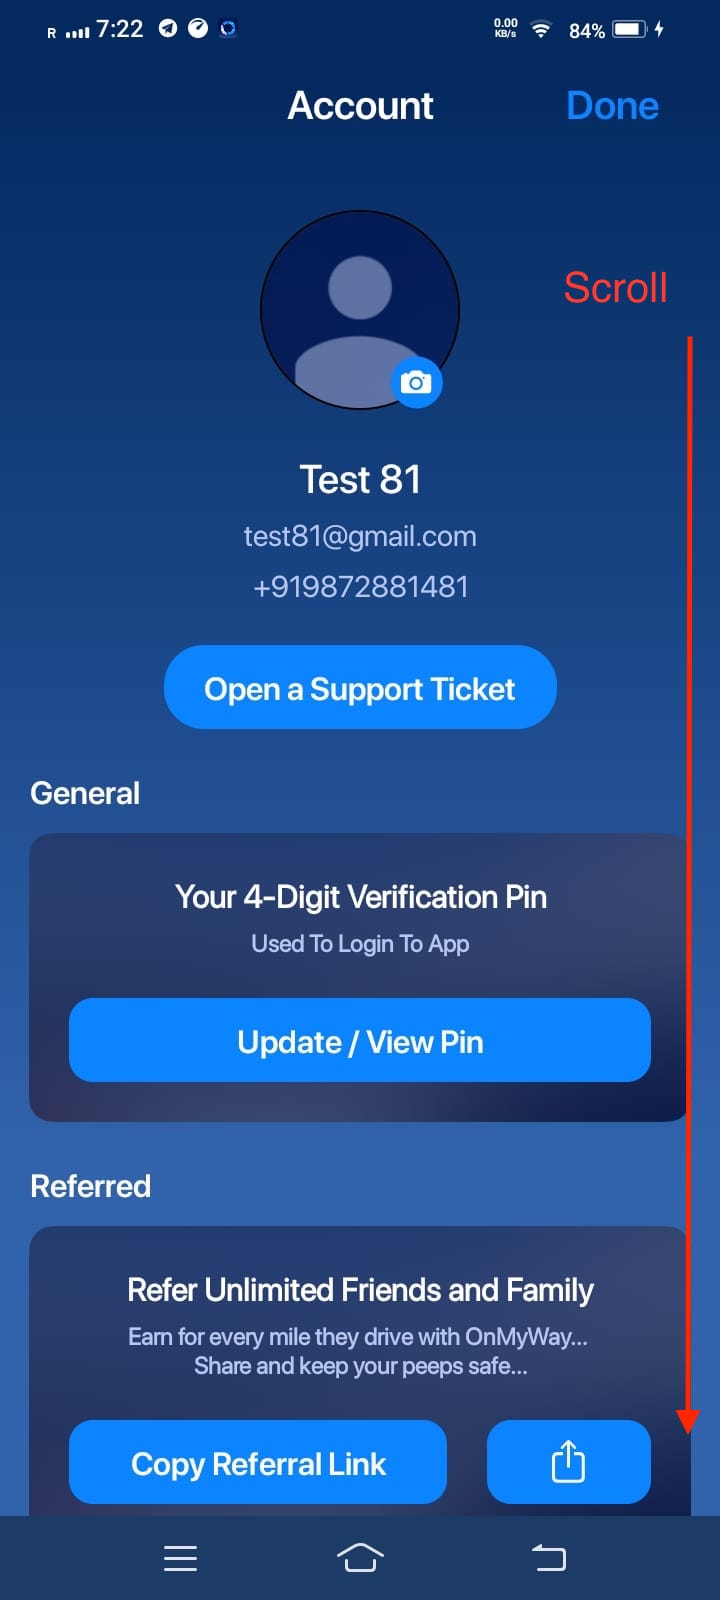 R 7:22 0.00 KB/s 84%
Account Done
Scroll
Test 81
test81@gmail.com
+919872881481
Open a Support Ticket
General
Your 4-Digit Verification Pin
Used To Login To App
Update / View Pin
Referred
Refer Unlimited Friends and Family
Earn for every mile they drive with OnMyWay...
Share and keep your peeps safe...
Copy Referral Link